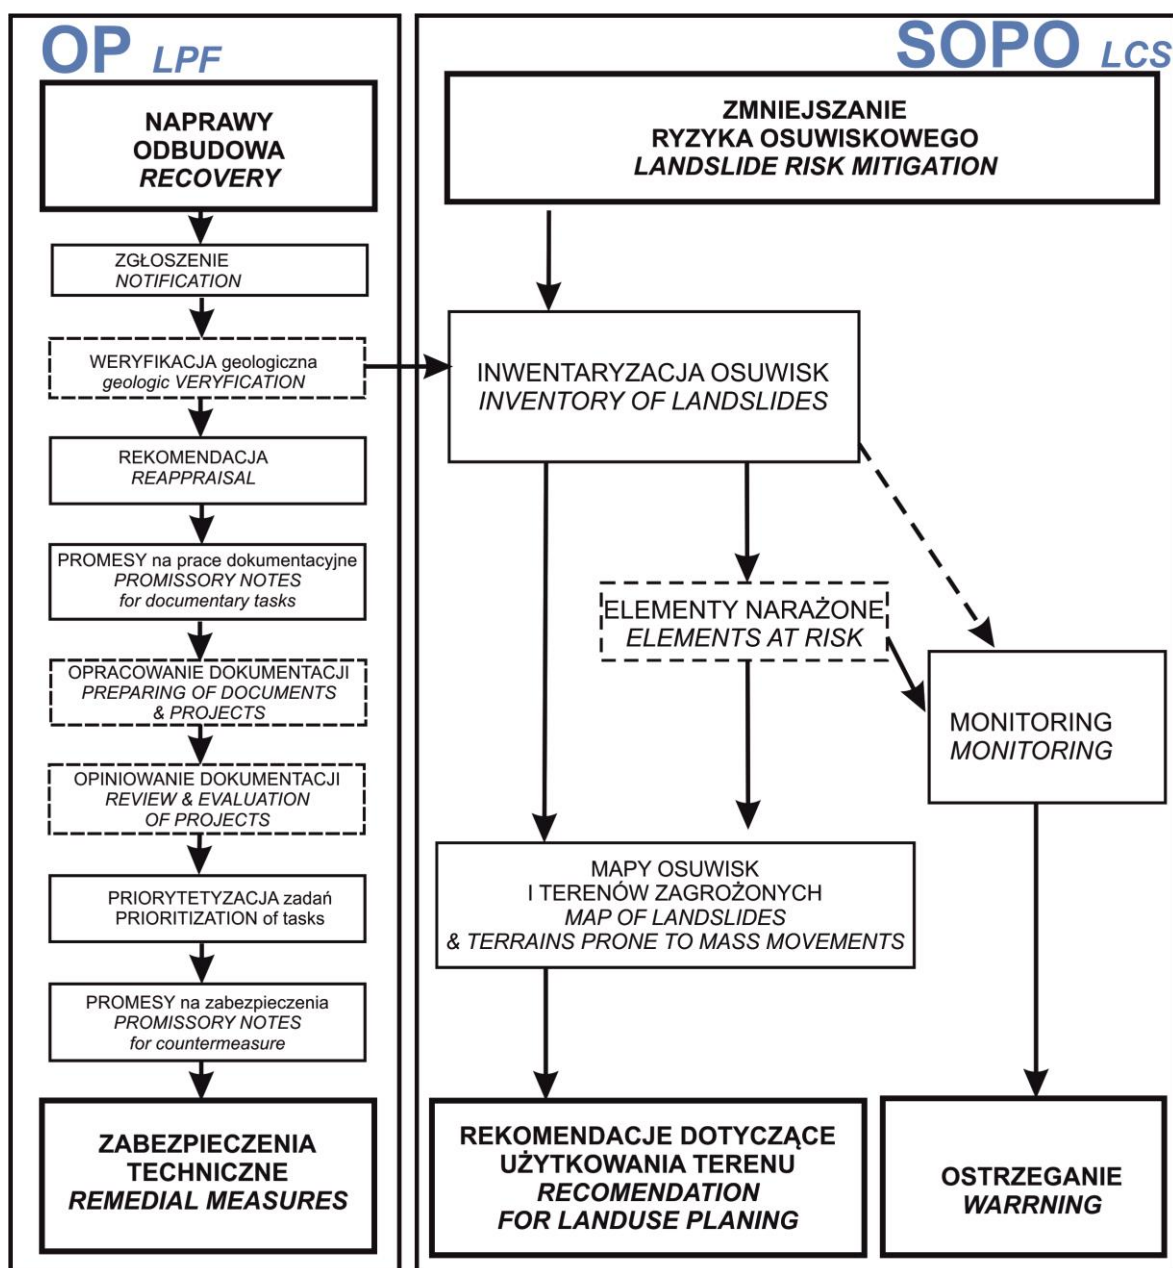 OP LPF
NAPRAWY
ODBUDOWA
RECOVERY
ZGŁOSZENIE
NOTIFICATION
WERYFIKACJA geologiczna
geologic VERYFICATION
REKOMENDACJA
REAPPRAISAL
PROMESY na prace dokumentacyjne
PROMISSORY NOTES
for documentary tasks
OPRACOWANIE DOKUMENTACJI
PREPARING OF DOCUMENTS
& PROJECTS
OPINIOWANIE DOKUMENTACJI
REVIEW & EVALUATION
OF PROJECTS
PRIORYTETYZACJA zadań
PRIORITIZATION of tasks
PROMESY na zabezpieczenia
PROMISSORY NOTES
for countermeasure
ZABEZPIECZENIA
TECHNICZNE
REMEDIAL MEASURES
SOPO LCS
ZMNIEJSZANIE
RYZYKA OSUWISKOWEGO
LANDSLIDE RISK MITIGATION
INWENTARYZACJA OSUWISK
INVENTORY OF LANDSLIDES
ELEMENTY NARAŻONE
ELEMENTS AT RISK
MONITORING
MONITORING
MAPY OSUWISK
I TERENÓW ZAGROŻONYCH
MAP OF LANDSLIDES
& TERRAINS PRONE TO MASS MOVEMENTS
REKOMENDACJE DOTYCZĄCE
UŻYTKOWANIA TERENU
RECOMENDATION
FOR LANDUSE PLANING
OSTRZEGANIE
WARRNING